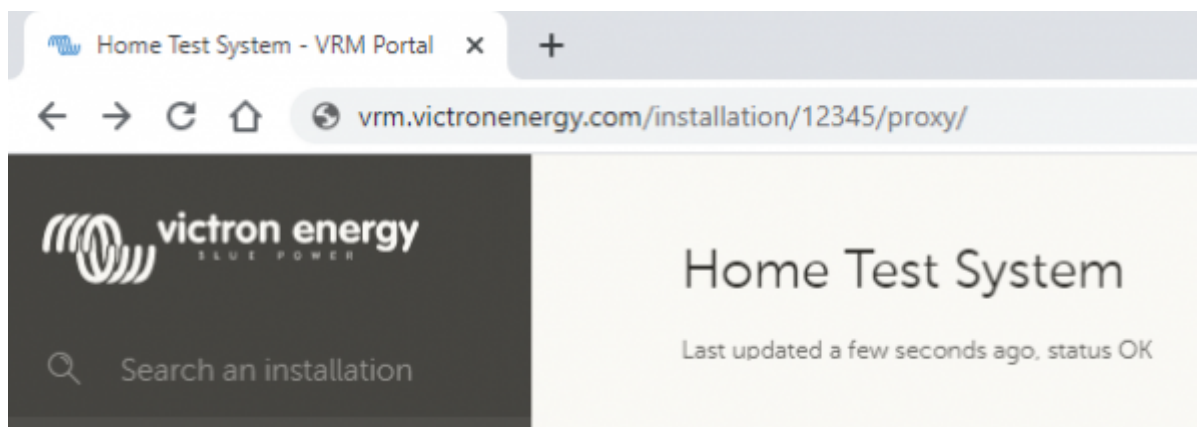 Home Test System - VRM Portal
vrm.victronenergy.com/installation/12345/proxy/
victron energy
BLUE POWER
Home Test System
Last updated a few seconds ago, status OK
Search an installation